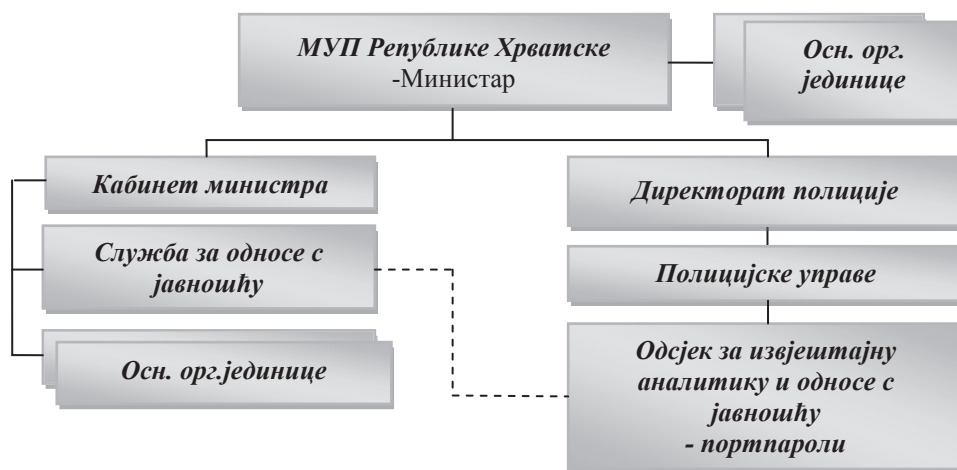 МУП Републике Хрватске
-Министар
Осн. орг.
јединице
Кабинет министра
Директорат полиције
Служба за односе с
јавношћу
Полицијске управе
Осн. орг.јединице
Одсјек за извјештајну
аналитику и односе с
јавношћу
- портпароли